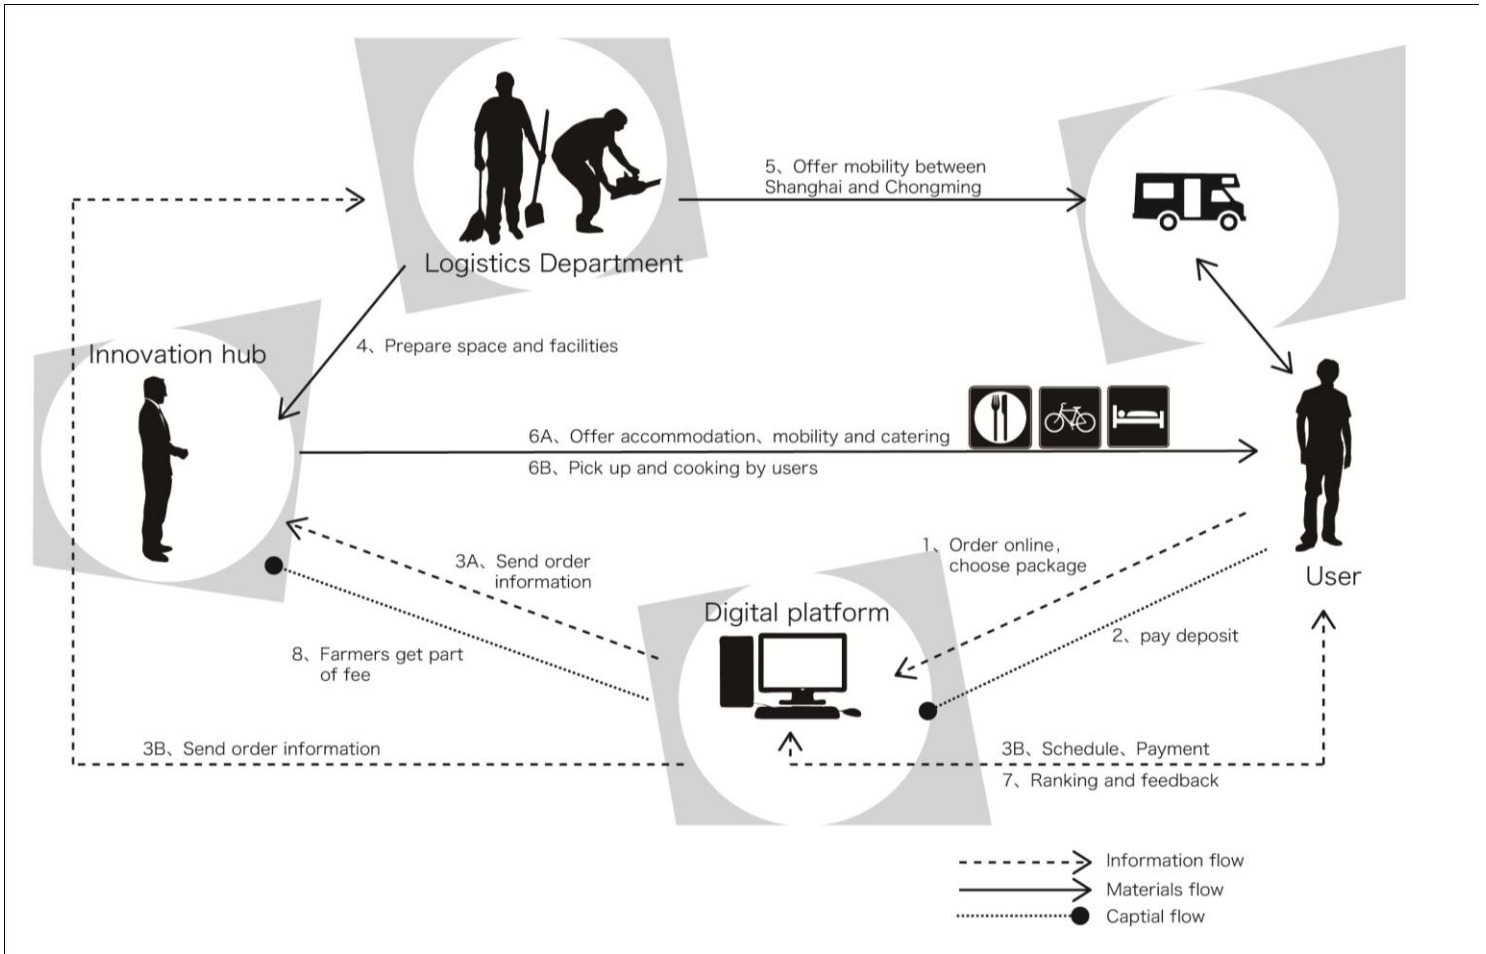 5、Offer mobility between
Shanghai and Chongming
Logistics Department
4、Prepare space and facilities
Innovation hub
6A、Offer accommodation、mobility and catering
6B、Pick up and cooking by users
1、Order online，
choose package
3A、Send order
information
User
Digital platform
2、pay deposit
8、Farmers get part
of fee
3B、Send order information
3B、Schedule、Payment
7、Ranking and feedback
Information flow
Materials flow
Captial flow